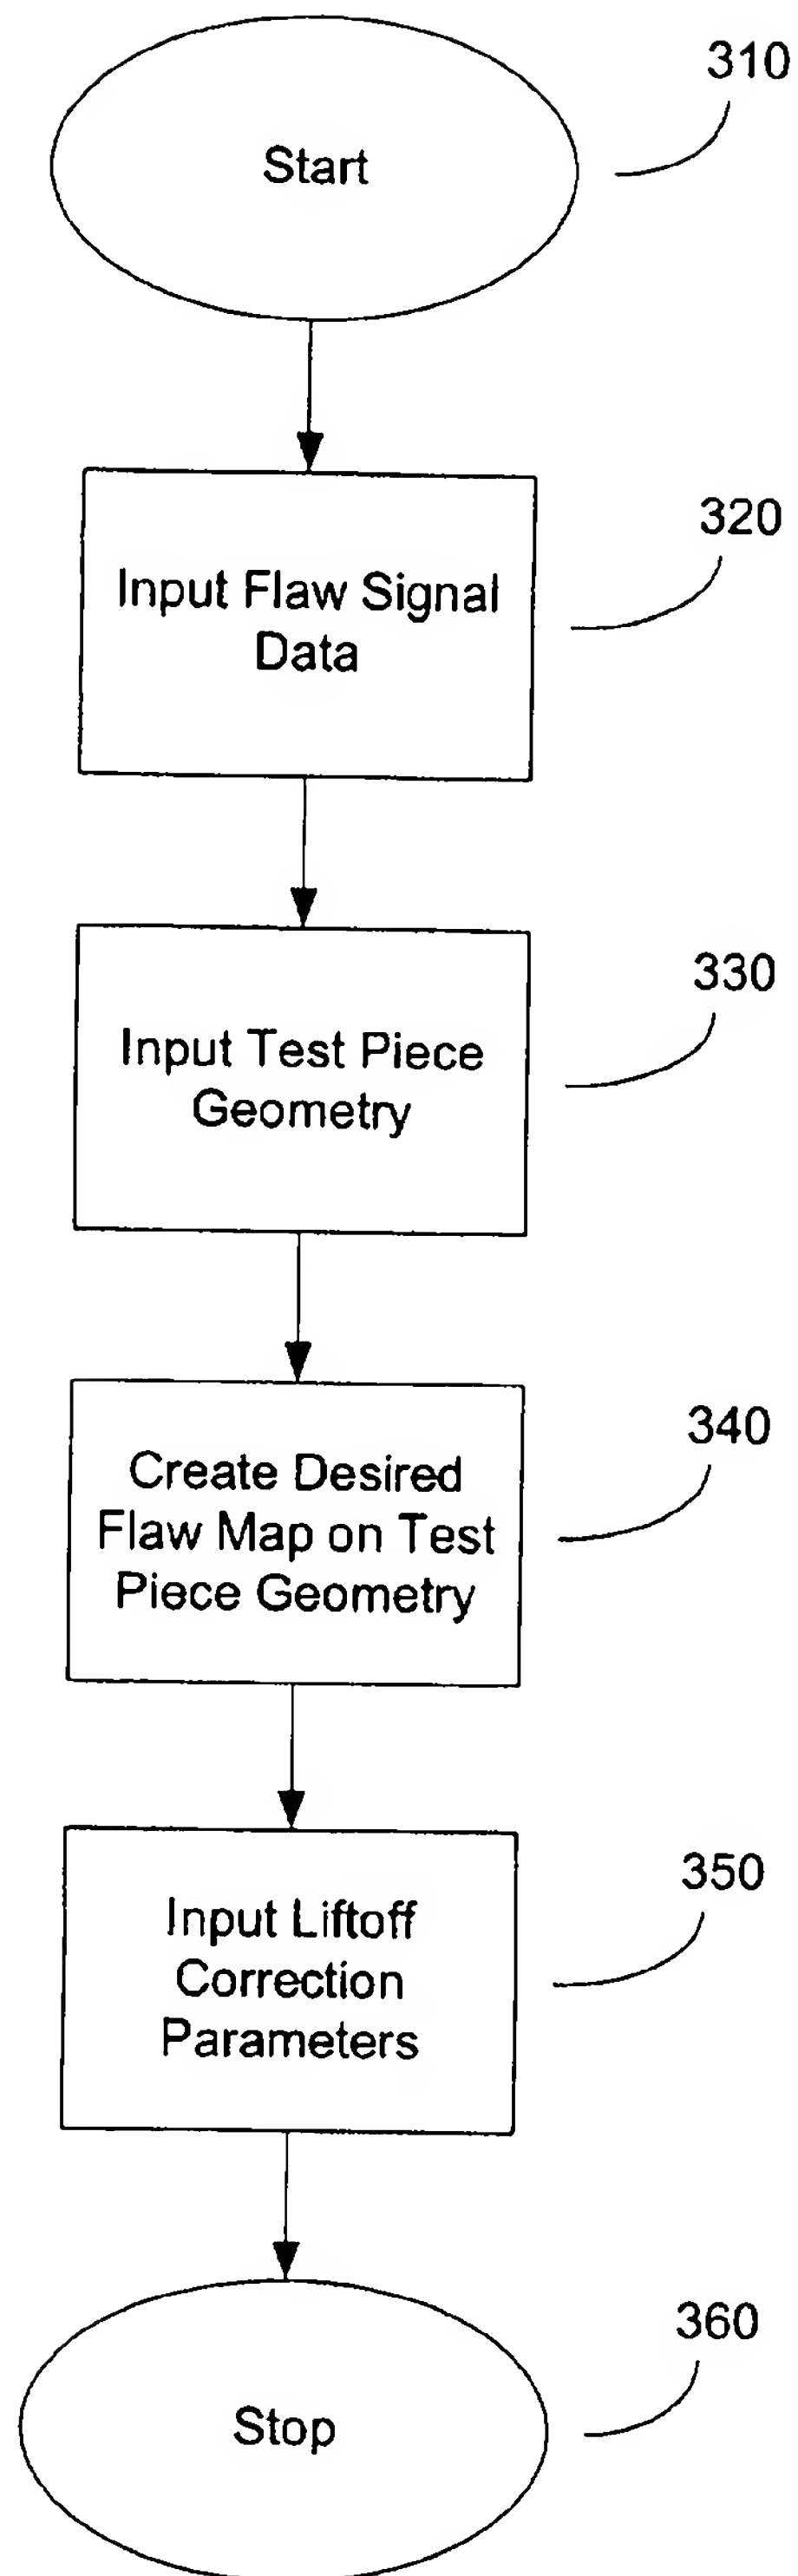 310
Start
320
Input Flaw Signal
Data
330
Input Test Piece
Geometry
340
Create Desired
Flaw Map on Test
Piece Geometry
350
Input Liftoff
Correction
Parameters
360
Stop